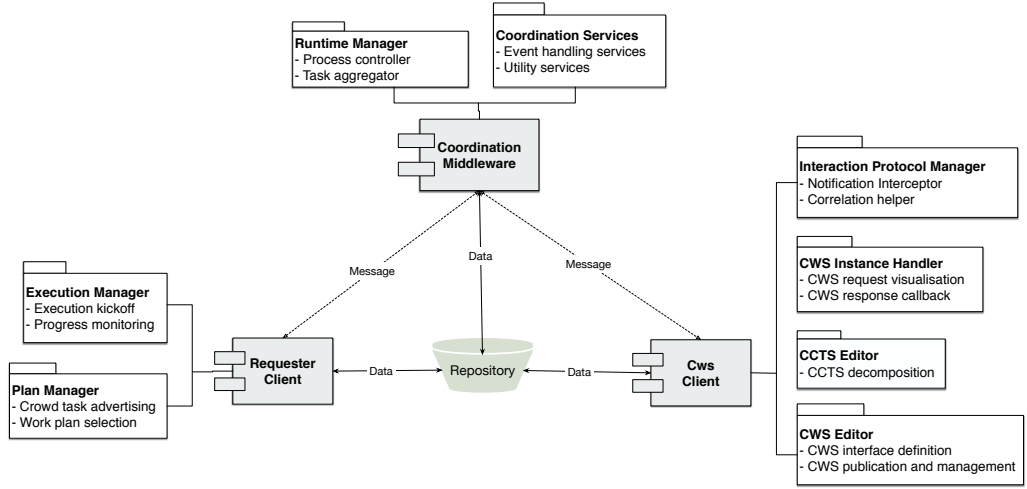 Runtime Manager
- Process controller
- Task aggregator
Coordination Services
- Event handling services
- Utility services
Coordination
Middleware
Interaction Protocol Manager
- Notification Interceptor
- Correlation helper
Message
Data
Message
CWS Instance Handler
- CWS request visualisation
- CWS response callback
Execution Manager
- Execution kickoff
- Progress monitoring
Requester
Client
Data
Repository
Data
Cws
Client
CCTS Editor
- CCTS decomposition
Plan Manager
- Crowd task advertising
- Work plan selection
CWS Editor
- CWS interface definition
- CWS publication and management